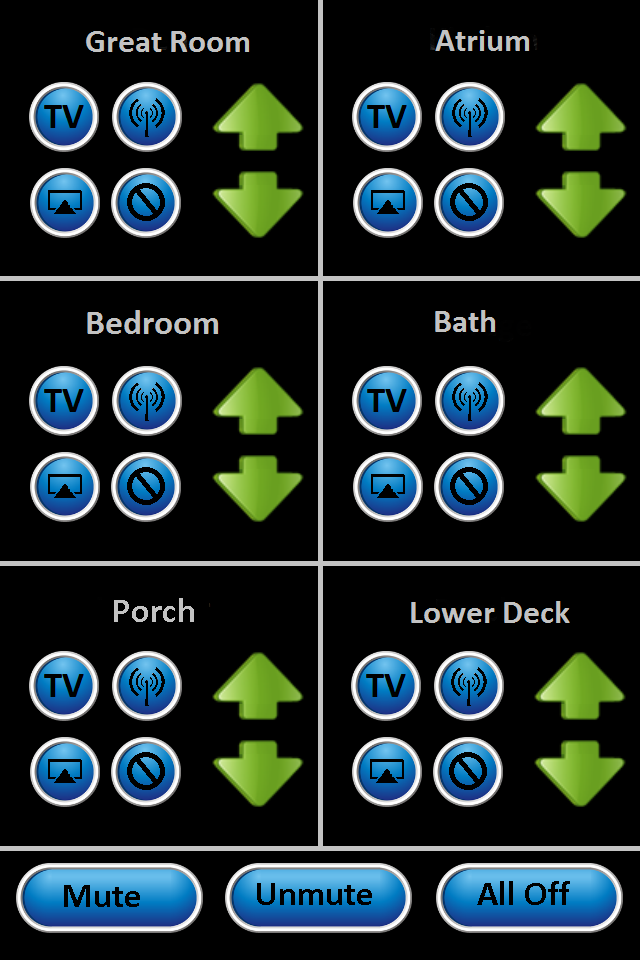 Great Room
TV
Atrium
TV
Bedroom
TV
Bath
TV
Porch
TV
Lower Deck
TV
Mute
Unmute
All Off